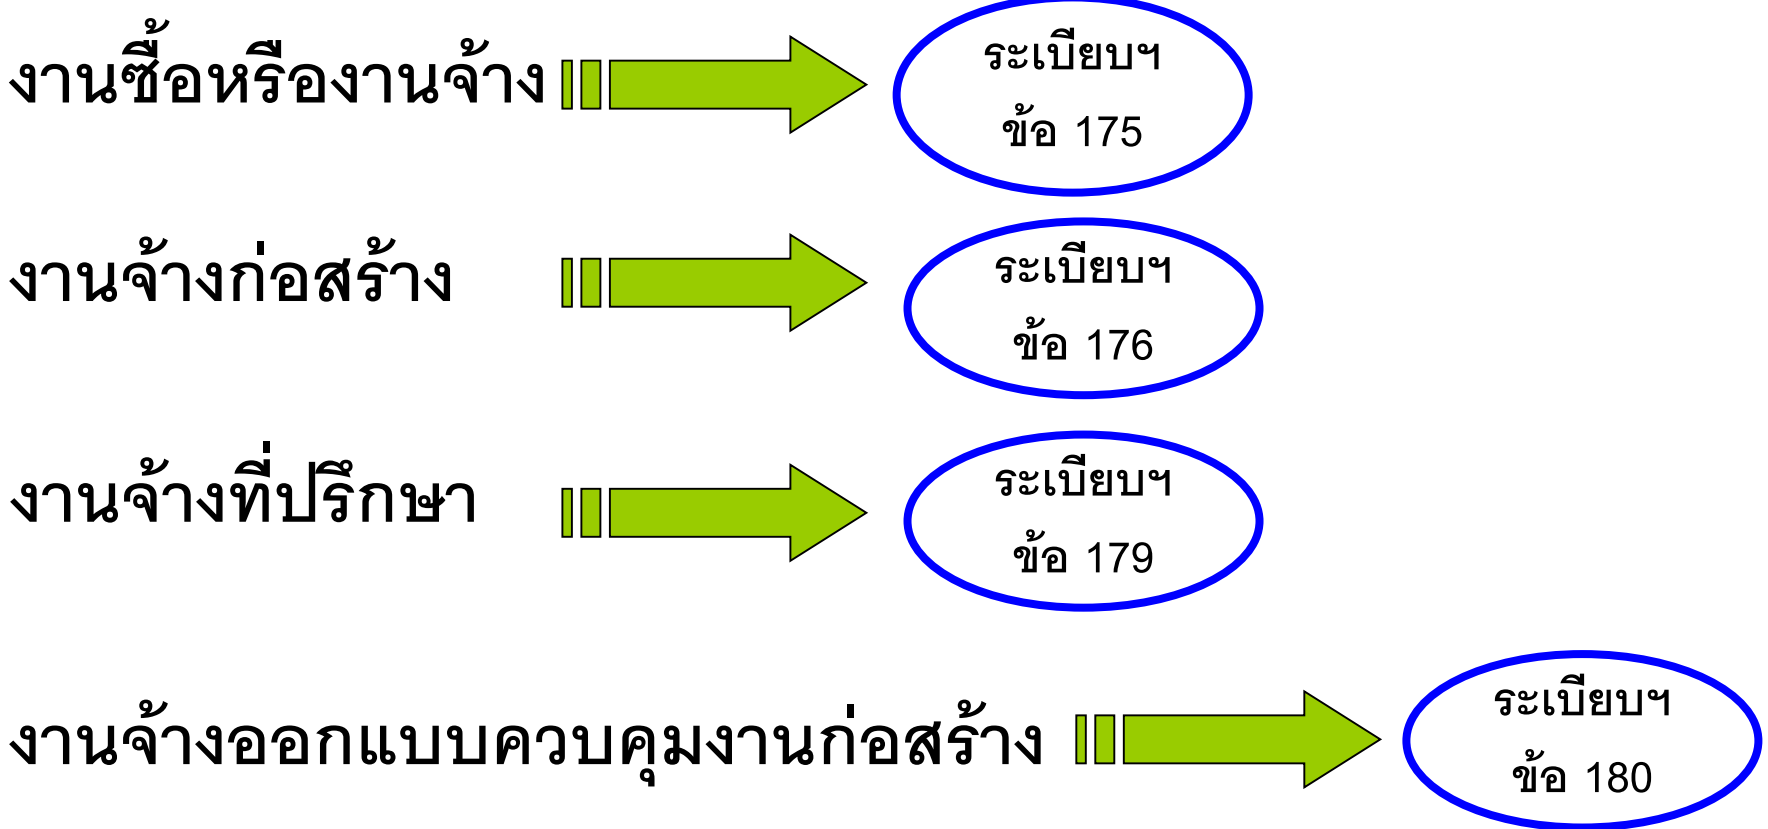 งานซื้อหรืองานจ้าง
ระเบียบฯ
ข้อ 175
งานจ้างก่อสร้าง
ระเบียบฯ
ข้อ 176
งานจ้างที่ปรึกษา
ระเบียบฯ
ข้อ 179
งานจ้างออกแบบควบคุมงานก่อสร้าง
ระเบียบฯ
ข้อ 180